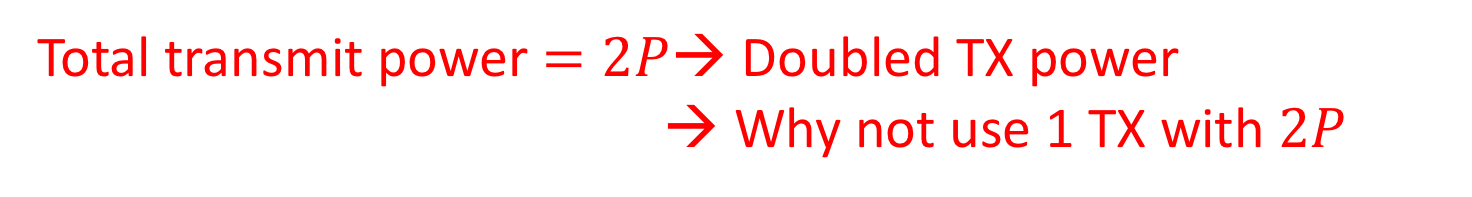 Total transmit power = 2P→ Doubled TX power
→ Why not use 1 TX with 2P